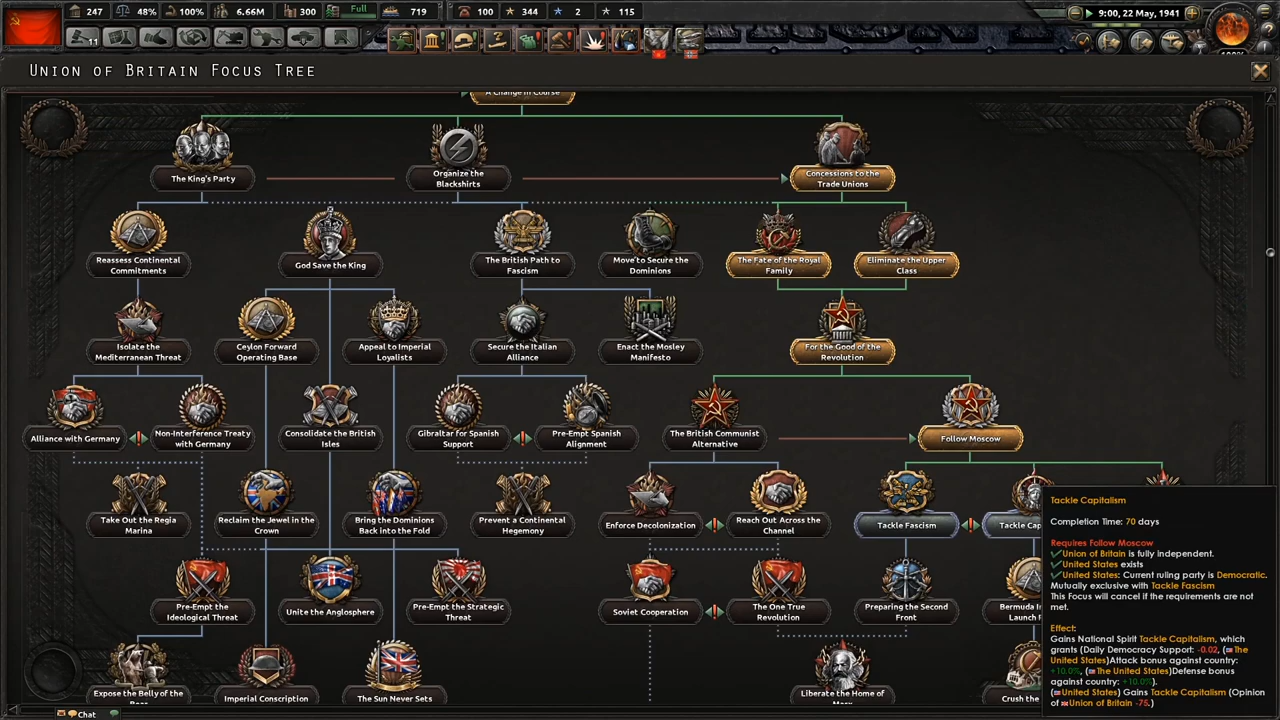 247 48% 100% 6.66M 300 Full 719 100 344 2 115 9:00, 22 May, 1941
11
100%
Union of Britain Focus Tree
A Change in Course
The King's Party
Organize the
Blackshirts
Concessions to the
Trade Unions
Reassess Continental
Commitments
God Save the King
The British Path to
Fascism
Move to Secure the
Dominions
The Fate of the Royal
Family
Eliminate the Upper
Class
Isolate the
Mediterranean Threat
Ceylon Forward
Operating Base
Appeal to Imperial
Loyalists
Secure the Italian
Alliance
Enact the Mosley
Manifesto
For the Good of the
Revolution
Alliance with Germany
Non-Interference Treaty
with Germany
Consolidate the British
Isles
Gibraltar for Spanish
Support
Pre-Empt Spanish
Alignment
The British Communist
Alternative
Follow Moscow
Take Out the Regia
Marina
Reclaim the Jewel in the
Crown
Bring the Dominions
Back into the Fold
Prevent a Continental
Hegemony
Enforce Decolonization
Reach Out Across the
Channel
Tackle Fascism
Tackle Cap
Pre-Empt the
Ideological Threat
Unite the Anglosphere
Pre-Empt the Strategic
Threat
Soviet Cooperation
The One True
Revolution
Preparing the Second
Front
Bermuda
Launch
Expose the Belly of the
Imperial Conscription
The Sun Never Sets
Liberate the Home of
Marx
Crush the
Tackle Capitalism
Completion Time: 70 days
Requires Follow Moscow
Union of Britain is fully independent.
United States exists
United States: Current ruling party is Democratic.
Mutually exclusive with Tackle Fascism
This Focus will cancel if the requirements are not
met.
Effect:
Gains National Spirit Tackle Capitalism, which
grants (Daily Democracy Support: -0.02, (The
United States)Attack bonus against country:
+10.0%, (The United States)Defense bonus
against country: +10.0%).
(United States) Gains Tackle Capitalism (Opinion
of Union of Britain -75.)
Chat